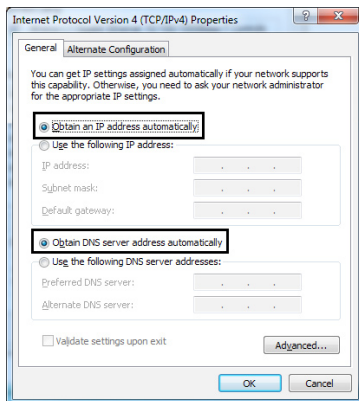 Internet Protocol Version 4 (TCP/IPv4) Properties
General
Alternate Configuration
You can get IP settings assigned automatically if your network supports
this capability. Otherwise, you need to ask your network administrator
for the appropriate IP settings.
Obtain an IP address automatically
Use the following IP address:
IP address:
Subnet mask:
Default gateway:
Obtain DNS server address automatically
Use the following DNS server addresses:
Preferred DNS server:
Alternate DNS server:
Validate settings upon exit
Advanced...
OK
Cancel